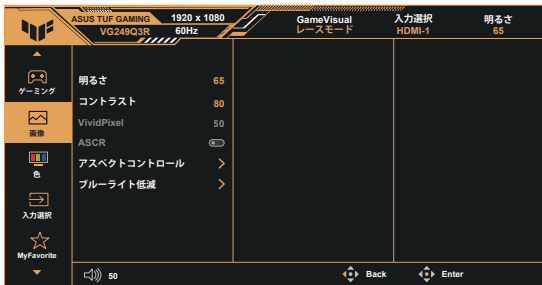 ASUS TUF GAMING 1920 x 1080
VG249Q3R 60Hz
GameVisual
レースモード
入力選択
HDMI-1
明るさ
65
ゲーミング
画像
色
入力選択
MyFavorite
明るさ 65
コントラスト 80
VividPixel 50
ASCR
アスペクトコントロール
ブルーライト低減
50
Back
Enter